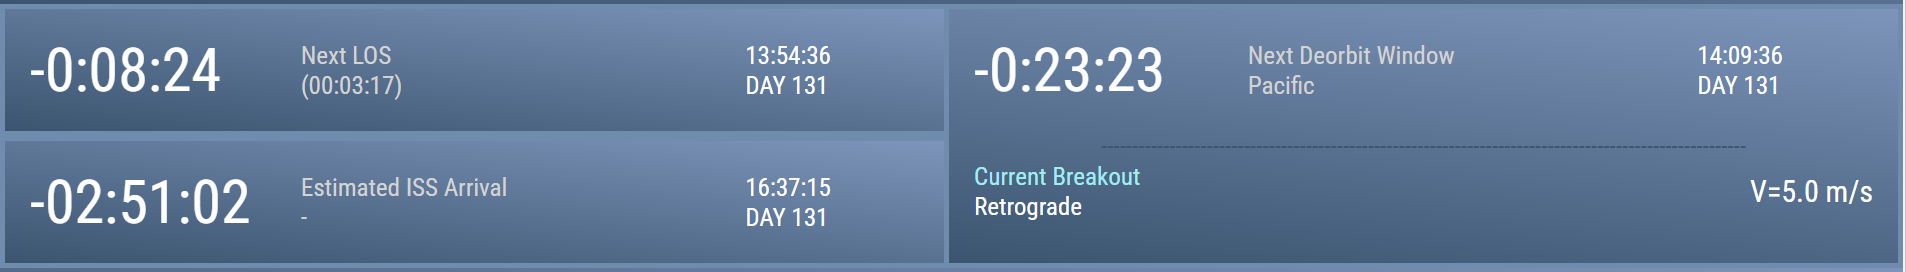 -0:08:24
Next LOS
(00:03:17)
13:54:36
DAY 131
-02:51:02
Estimated ISS Arrival
-
16:37:15
DAY 131
-0:23:23
Next Deorbit Window
Pacific
14:09:36
DAY 131
Current Breakout
Retrograde
V=5.0 m/s